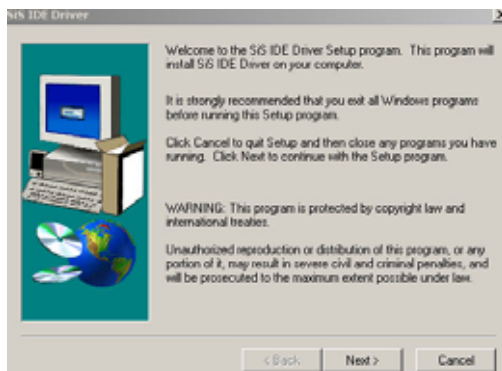 SiS IDE Driver
Welcome to the SiS IDE Driver Setup program. This program will
install SiS IDE Driver on your computer.
It is strongly recommended that you exit all Windows programs
before running this Setup program.
Click Cancel to quit Setup and then close any programs you have
running. Click Next to continue with the Setup program.
WARNING: This program is protected by copyright law and
international treaties.
Unauthorized reproduction or distribution of this program, or any
portion of it, may result in severe civil and criminal penalties, and
will be prosecuted to the maximum extent possible under law.
< Back
Next >
Cancel